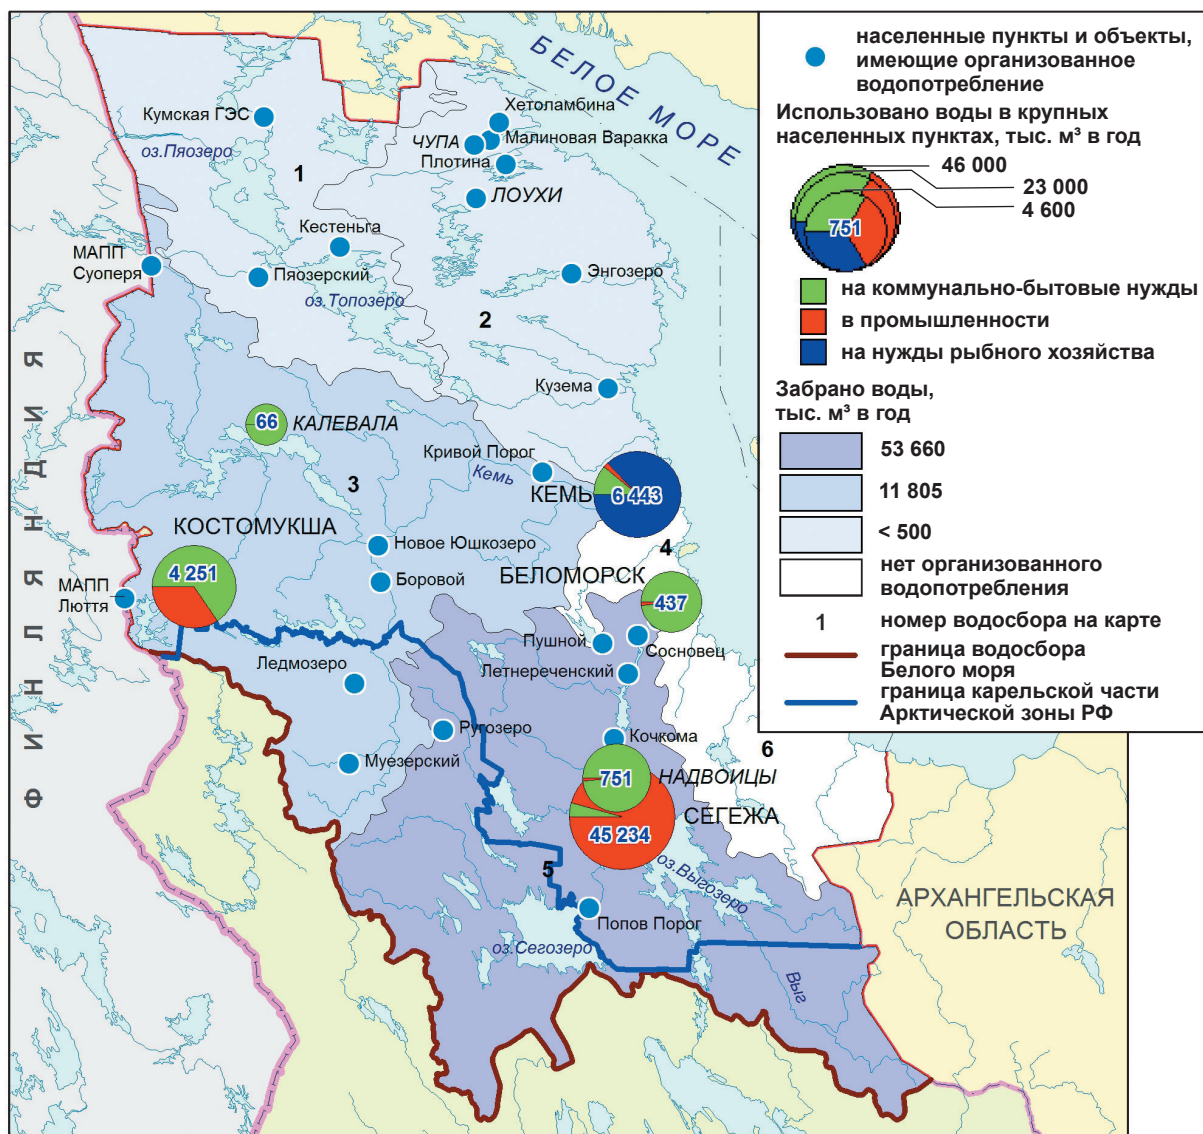 населенные пункты и объекты,
имеющие организованное
водопотребление
Использовано воды в крупных
населенных пунктах, тыс. м³ в год
46 000
23 000
4 600
751
на коммунально-бытовые нужды
в промышленности
на нужды рыбного хозяйства
Забрано воды,
тыс. м³ в год
53 660
11 805
< 500
нет организованного
водопотребления
1
номер водосбора на карте
граница водосбора
Белого моря
граница карельской части
Арктической зоны РФ
БЕЛОЕ МОРЕ
Хетоламбина
Кумская ГЭС
Малиновая Варакка
ЧУПА
оз.Пяозеро
Плотина
1
ЛОУХИ
Кестеньга
МАПП
Суоперя
Пяозерский
Энгозеро
оз.Топозеро
2
ФИНЛЯНДИЯ
Кузема
66
КАЛЕВАЛА
Кривой Порог
Кемь
3
КЕМЬ
6 443
КОСТОМУКША
Новое Юшкозеро
4
4 251
БЕЛОМОРСК
МАПП
Люття
Боровой
437
Пушной
Сосновец
Ледмозеро
Летнереченский
Ругозеро
Кочкома
6
Муезерский
751
НАДВОИЦЫ
СЕГЕЖА
45 234
5
оз.Выгозеро
АРХАНГЕЛЬСКАЯ
ОБЛАСТЬ
Попов Порог
оз.Сегозеро
Выг